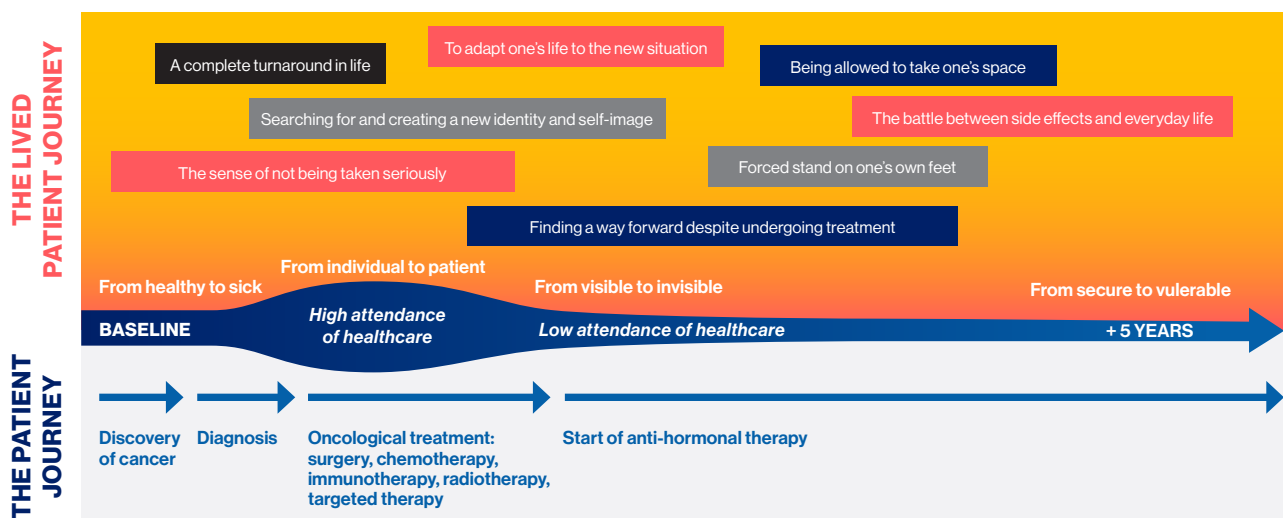 THE LIVED
PATIENT JOURNEY
To adapt one's life to the new situation
A complete turnaround in life
Being allowed to take one's space
Searching for and creating a new identity and self-image
The battle between side effects and everyday life
The sense of not being taken seriously
Forced stand on one's own feet
Finding a way forward despite undergoing treatment
From healthy to sick
From individual to patient
From visible to invisible
From secure to vulerable
BASELINE
High attendance
of healthcare
Low attendance of healthcare
+ 5 YEARS
THE PATIENT
JOURNEY
Discovery
of cancer
Diagnosis
Oncological treatment:
surgery, chemotherapy,
immunotherapy, radiotherapy,
targeted therapy
Start of anti-hormonal therapy